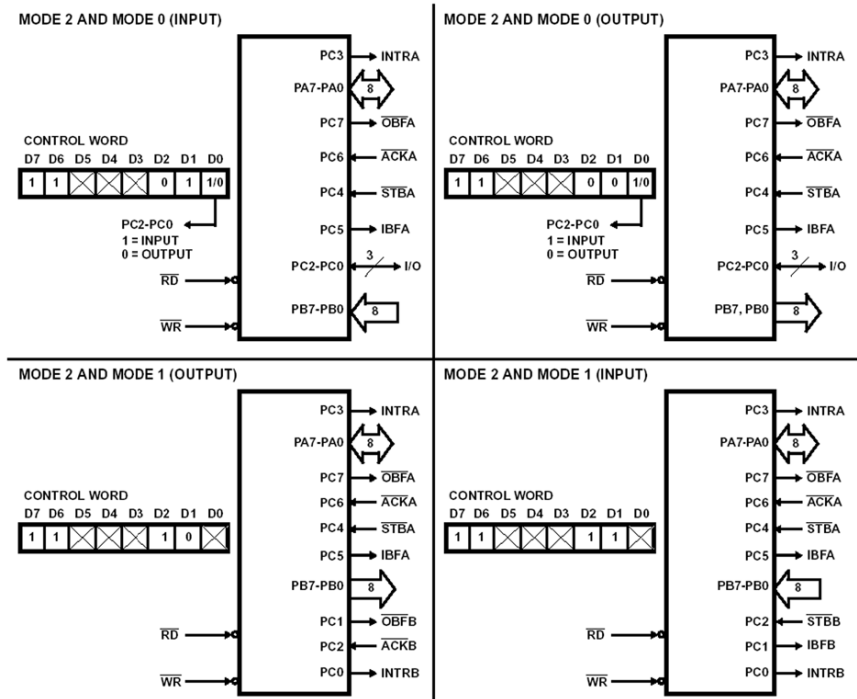 MODE 2 AND MODE 0 (INPUT)
PC3 INTRA
PA7-PA0 8
PC7 OBFA
CONTROL WORD
D7 D6 D5 D4 D3 D2 D1 D0
1 1 0 1 1/0
PC6 ACKA
PC4 STBA
PC2-PC0
1 = INPUT
0 = OUTPUT
PC5 IBFA
PC2-PC0 3 I/O
RD
PB7-PB0 8
WR
MODE 2 AND MODE 0 (OUTPUT)
PC3 INTRA
PA7-PA0 8
PC7 OBFA
CONTROL WORD
D7 D6 D5 D4 D3 D2 D1 D0
1 1 0 0 1/0
PC6 ACKA
PC4 STBA
PC2-PC0
1 = INPUT
0 = OUTPUT
PC5 IBFA
PC2-PC0 3 I/O
RD
PB7, PB0 8
WR
MODE 2 AND MODE 1 (OUTPUT)
PC3 INTRA
PA7-PA0 8
PC7 OBFA
CONTROL WORD
D7 D6 D5 D4 D3 D2 D1 D0
1 1 1 0
PC6 ACKA
PC4 STBA
PC5 IBFA
PB7-PB0 8
PC1 OBFB
RD
PC2 ACKB
PC0 INTRB
WR
MODE 2 AND MODE 1 (INPUT)
PC3 INTRA
PA7-PA0 8
PC7 OBFA
CONTROL WORD
D7 D6 D5 D4 D3 D2 D1 D0
1 1 1 1
PC6 ACKA
PC4 STBA
PC5 IBFA
PB7-PB0 8
PC2 STBB
RD
PC1 IBFB
PC0 INTRB
WR